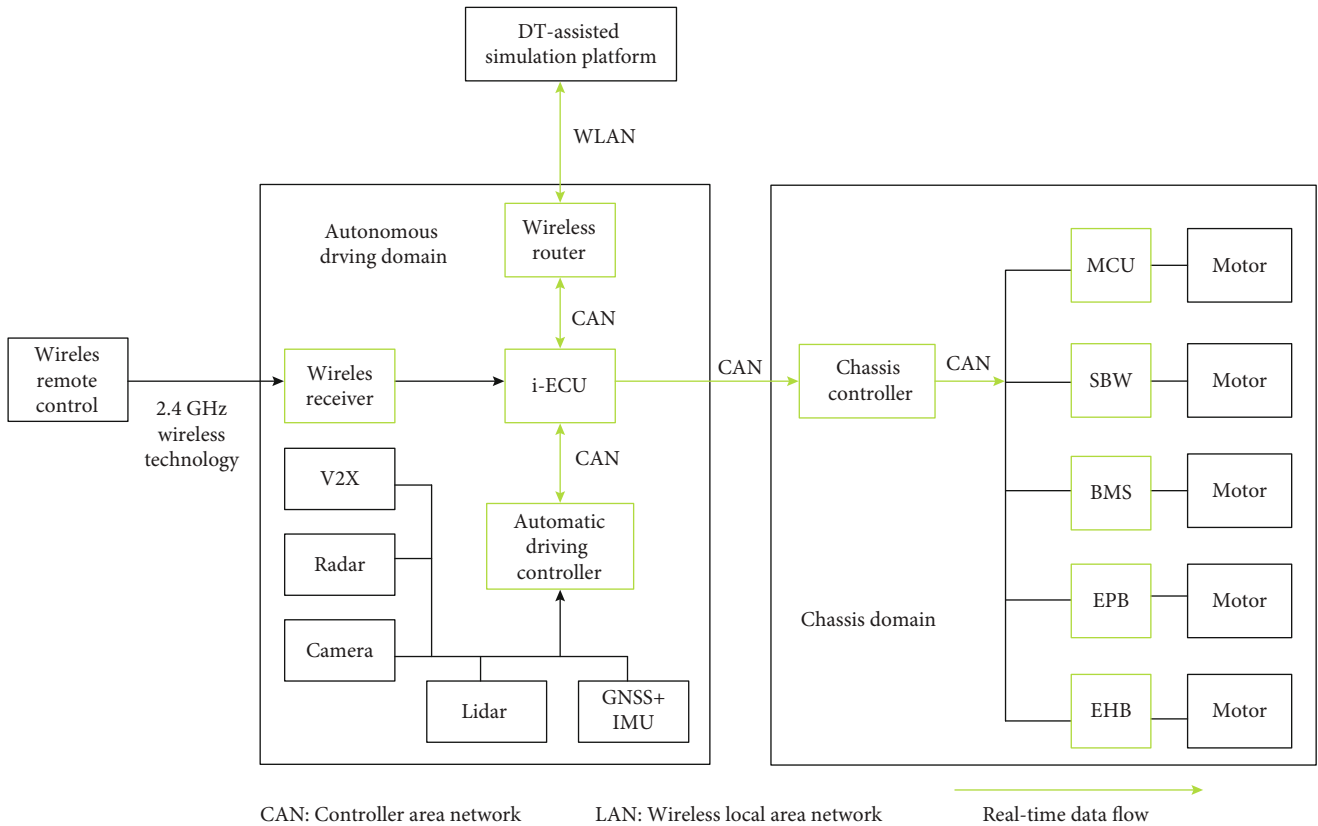 DT-assisted
simulation platform
WLAN
Autonomous
drving domain
Wireless
router
CAN
Wireles
remote
control
2.4 GHz
wireless
technology
Wireles
receiver
i-ECU
CAN
Chassis
controller
CAN
CAN
Automatic
driving
controller
V2X
Radar
Camera
Lidar
GNSS+
IMU
Chassis domain
MCU
Motor
SBW
Motor
BMS
Motor
EPB
Motor
EHB
Motor
CAN: Controller area network
LAN: Wireless local area network
Real-time data flow